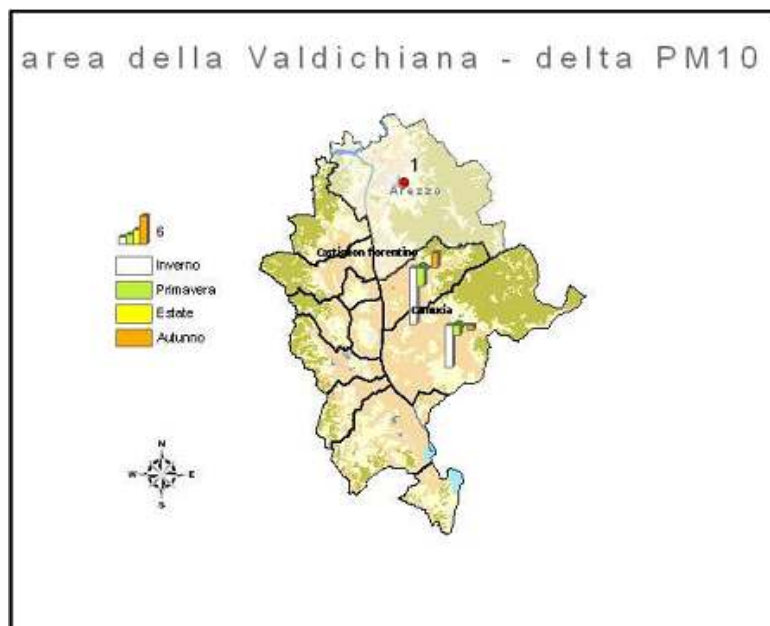 area della Valdichiana - delta PM10
1
Arezzo
6
Castiglion fiorentino
Inverno
Primavera
Camucia
Estate
Autunno
N
W E
S